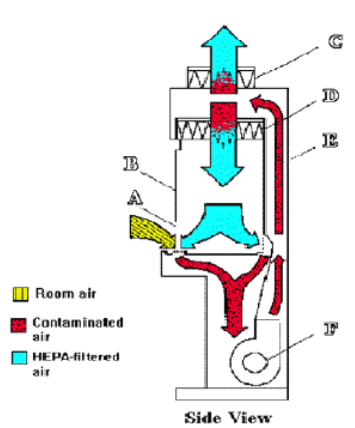 C
D
B
E
A
Room air
Contaminated
air
HEPA-filtered
air
F
Side View